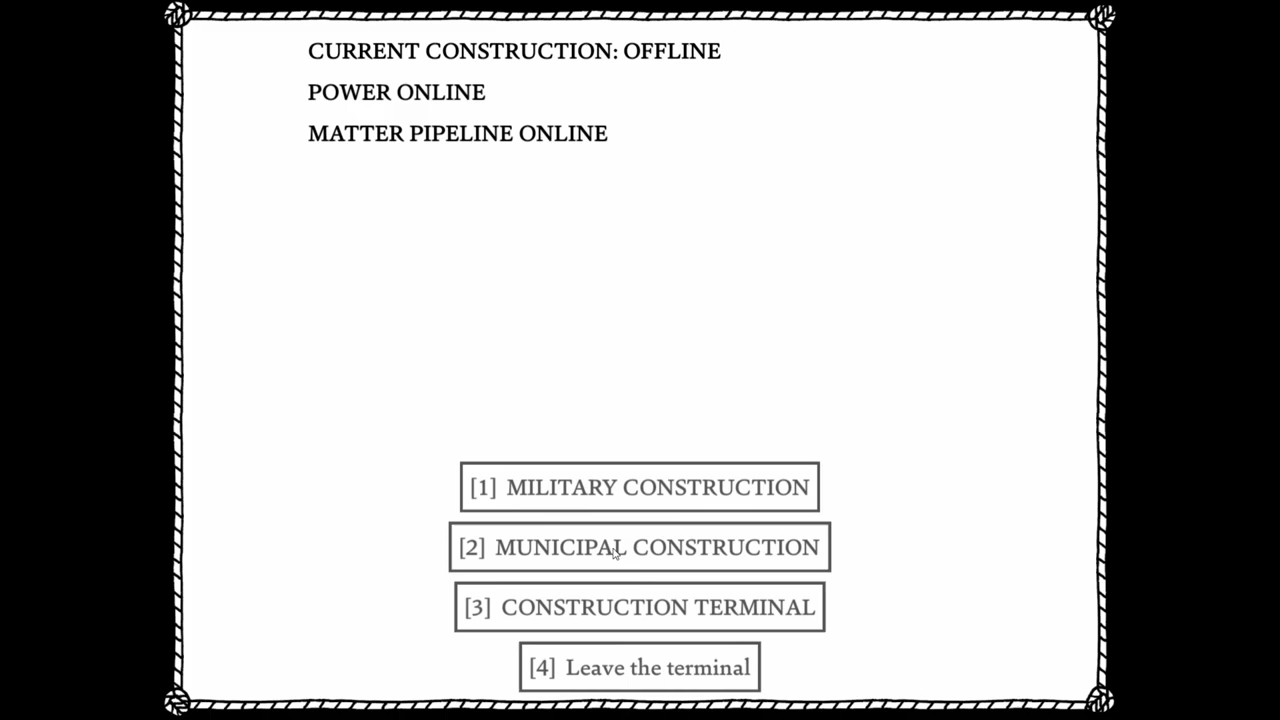 CURRENT CONSTRUCTION: OFFLINE
POWER ONLINE
MATTER PIPELINE ONLINE
[1] MILITARY CONSTRUCTION
[2] MUNICIPAL CONSTRUCTION
[3] CONSTRUCTION TERMINAL
[4] Leave the terminal